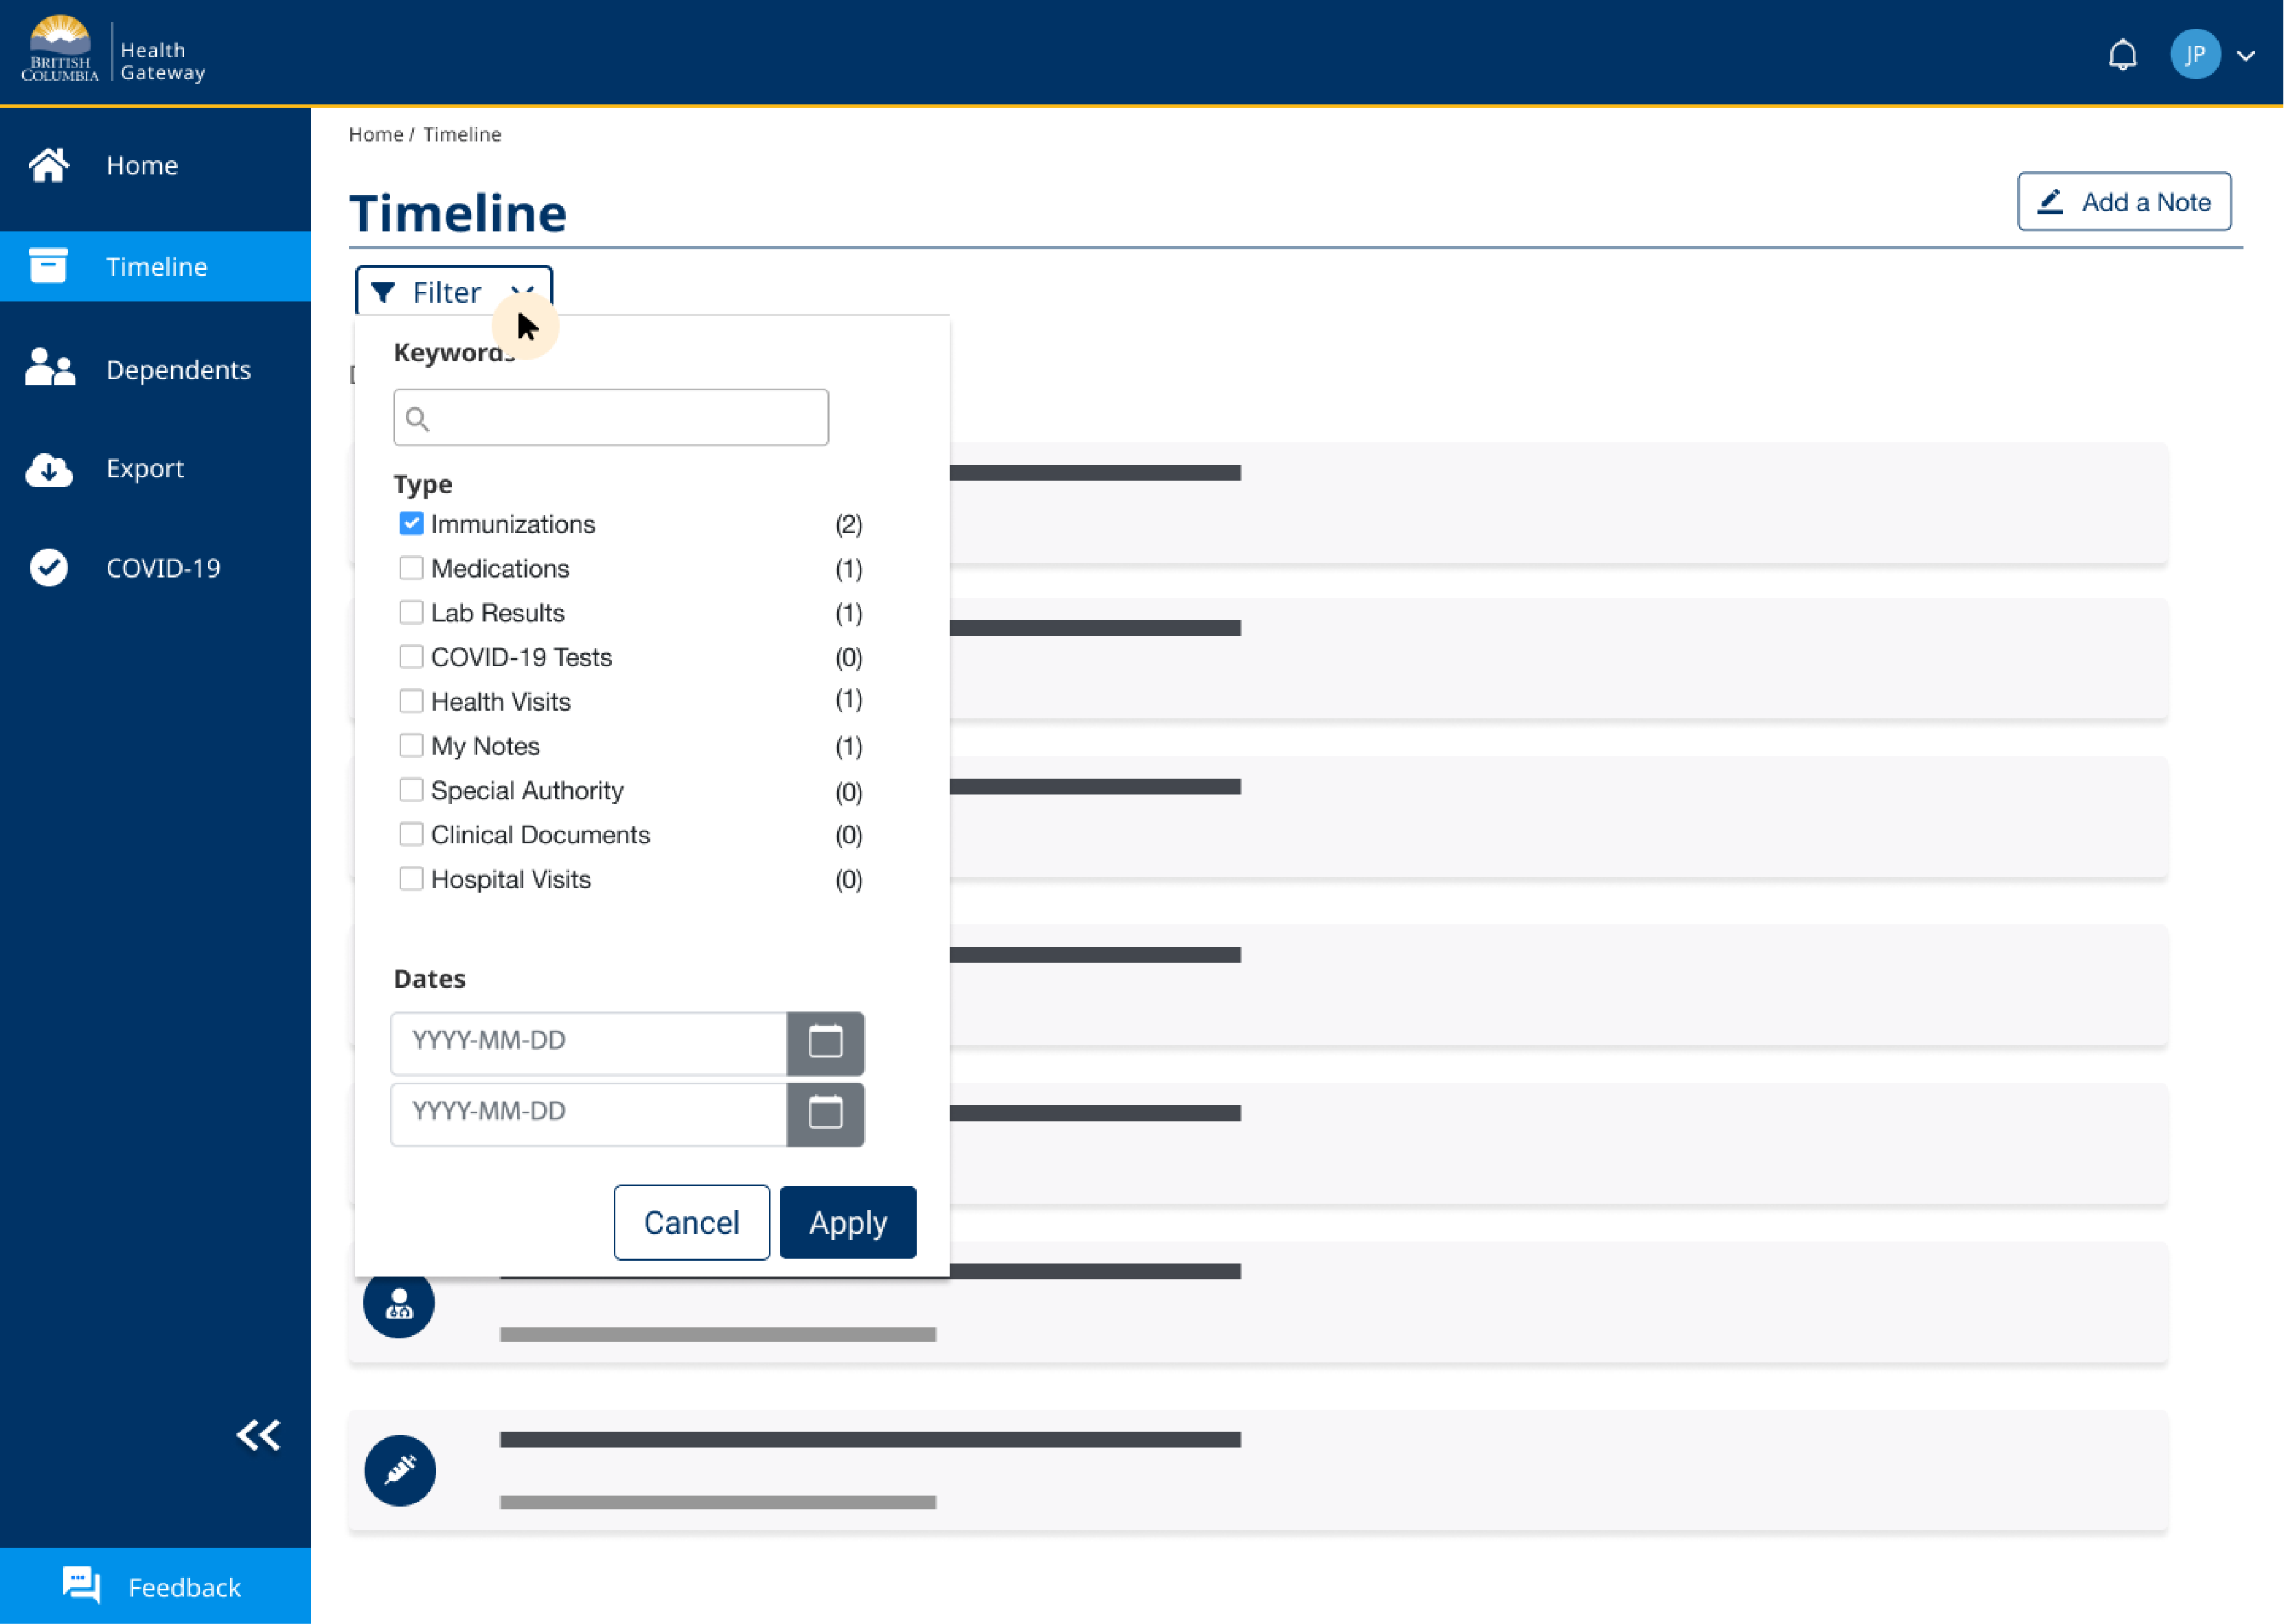 BRITISH
COLUMBIA
Health
Gateway
JP
Home
Timeline
Dependents
Export
COVID-19
Feedback
Home / Timeline
Timeline
Add a Note
Filter
Keywords
Type
Immunizations (2)
Medications (1)
Lab Results (1)
COVID-19 Tests (0)
Health Visits (1)
My Notes (1)
Special Authority (0)
Clinical Documents (0)
Hospital Visits (0)
Dates
YYYY-MM-DD
YYYY-MM-DD
Cancel Apply